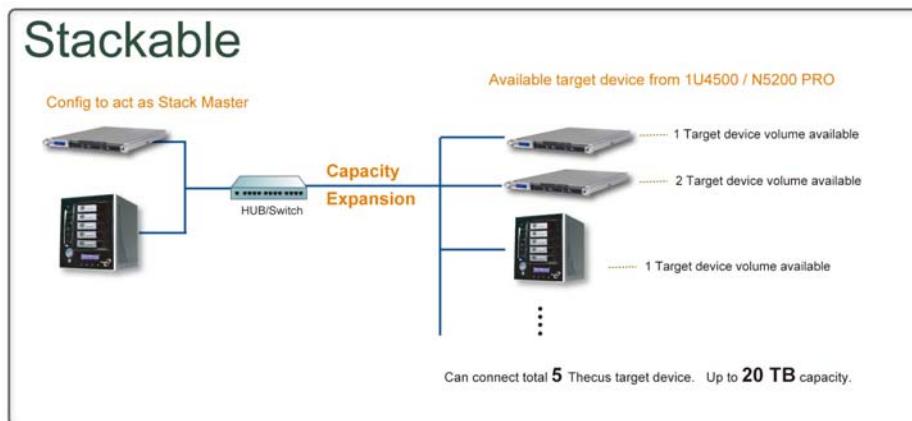 Stackable
Available target device from 1U4500 / N5200 PRO
Config to act as Stack Master
1 Target device volume available
Capacity
Expansion
2 Target device volume available
HUB/Switch
1 Target device volume available
Can connect total 5 Thecus target device. Up to 20 TB capacity.